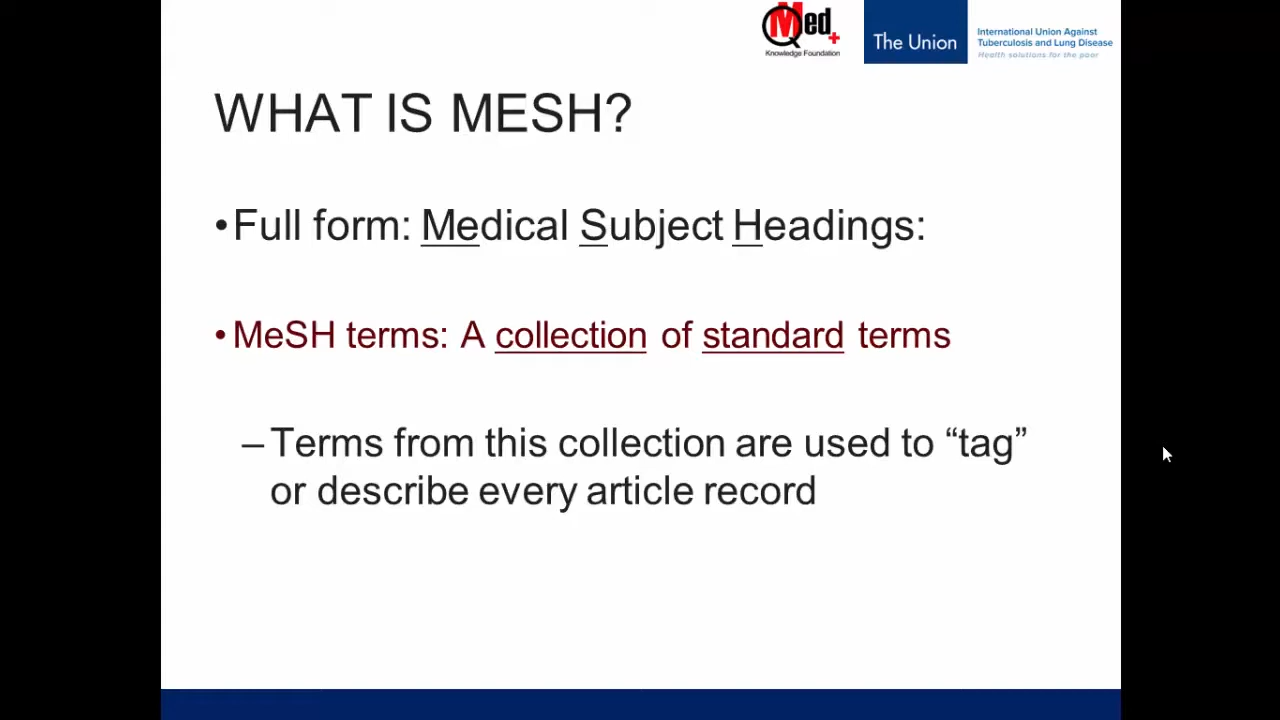 QMed
Knowledge Foundation
The Union
International Union Against
Tuberculosis and Lung Disease
Health solutions for the poor
WHAT IS MESH?
•Full form: Medical Subject Headings:
•MeSH terms: A collection of standard terms
–Terms from this collection are used to “tag”
or describe every article record